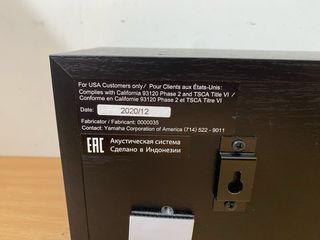 For USA Customers only / Pour Clients aux États-Unis:
Complies with California 93120 Phase 2 and TSCA Title VI /
Conforme en Californie 93120 Phase 2 et TSCA Titre VI
Date: 2020/12
Fabricator / Fabricant: 0000035
Contact: Yamaha Corporation of America (714) 522 - 9011
EAC Акустическая система
Сделано в Индонезии